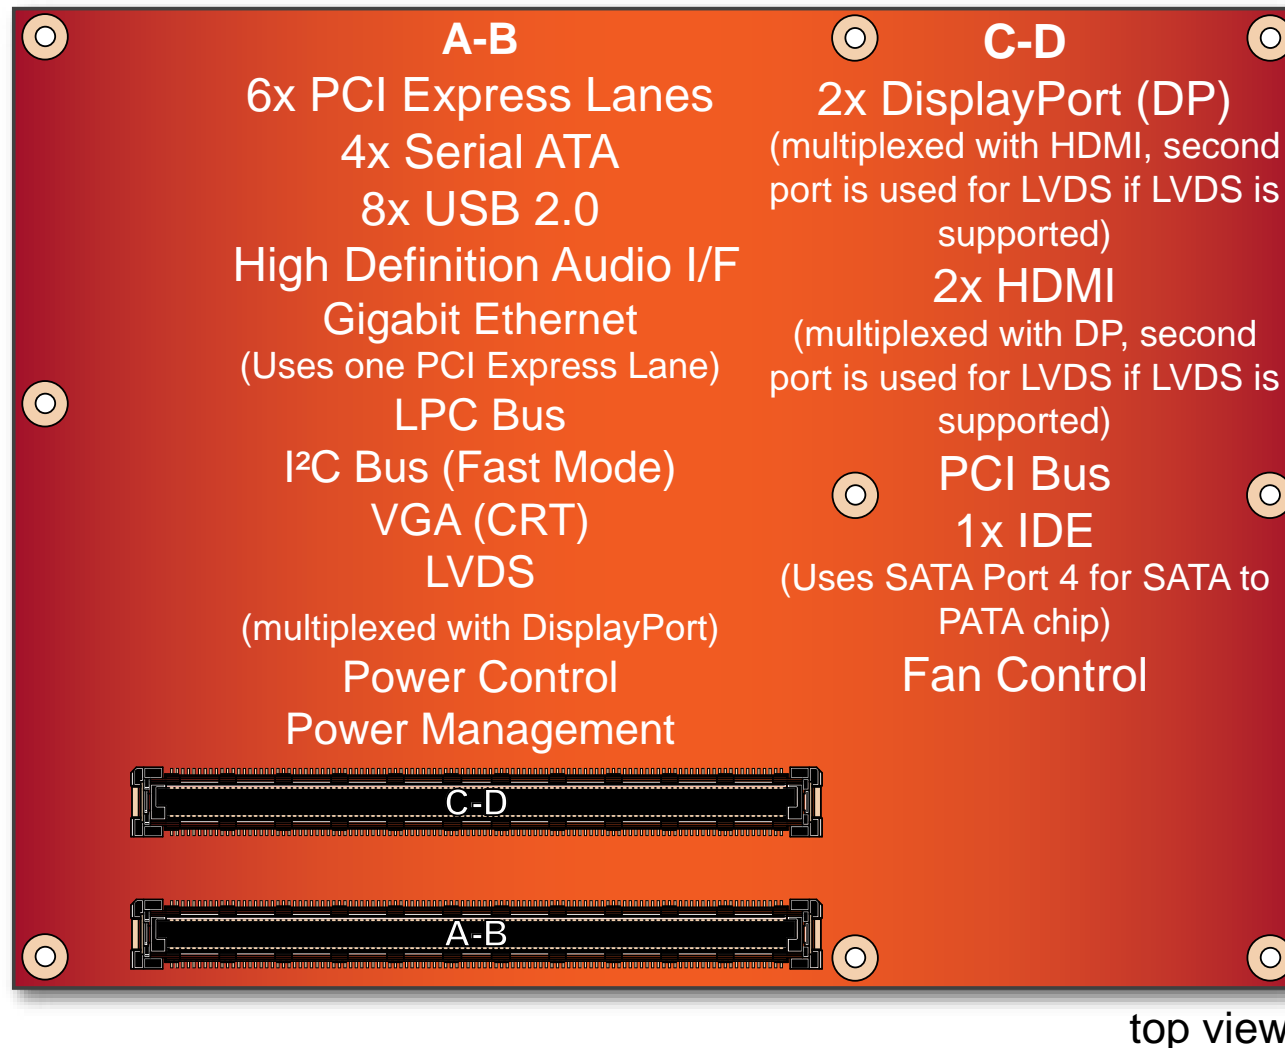 A-B
6x PCI Express Lanes
4x Serial ATA
8x USB 2.0
High Definition Audio I/F
Gigabit Ethernet
(Uses one PCI Express Lane)
LPC Bus
I²C Bus (Fast Mode)
VGA (CRT)
LVDS
(multiplexed with DisplayPort)
Power Control
Power Management
C-D
2x DisplayPort (DP)
(multiplexed with HDMI, second
port is used for LVDS if LVDS is
supported)
2x HDMI
(multiplexed with DP, second
port is used for LVDS if LVDS is
supported)
PCI Bus
1x IDE
(Uses SATA Port 4 for SATA to
PATA chip)
Fan Control
C-D
A-B
top view